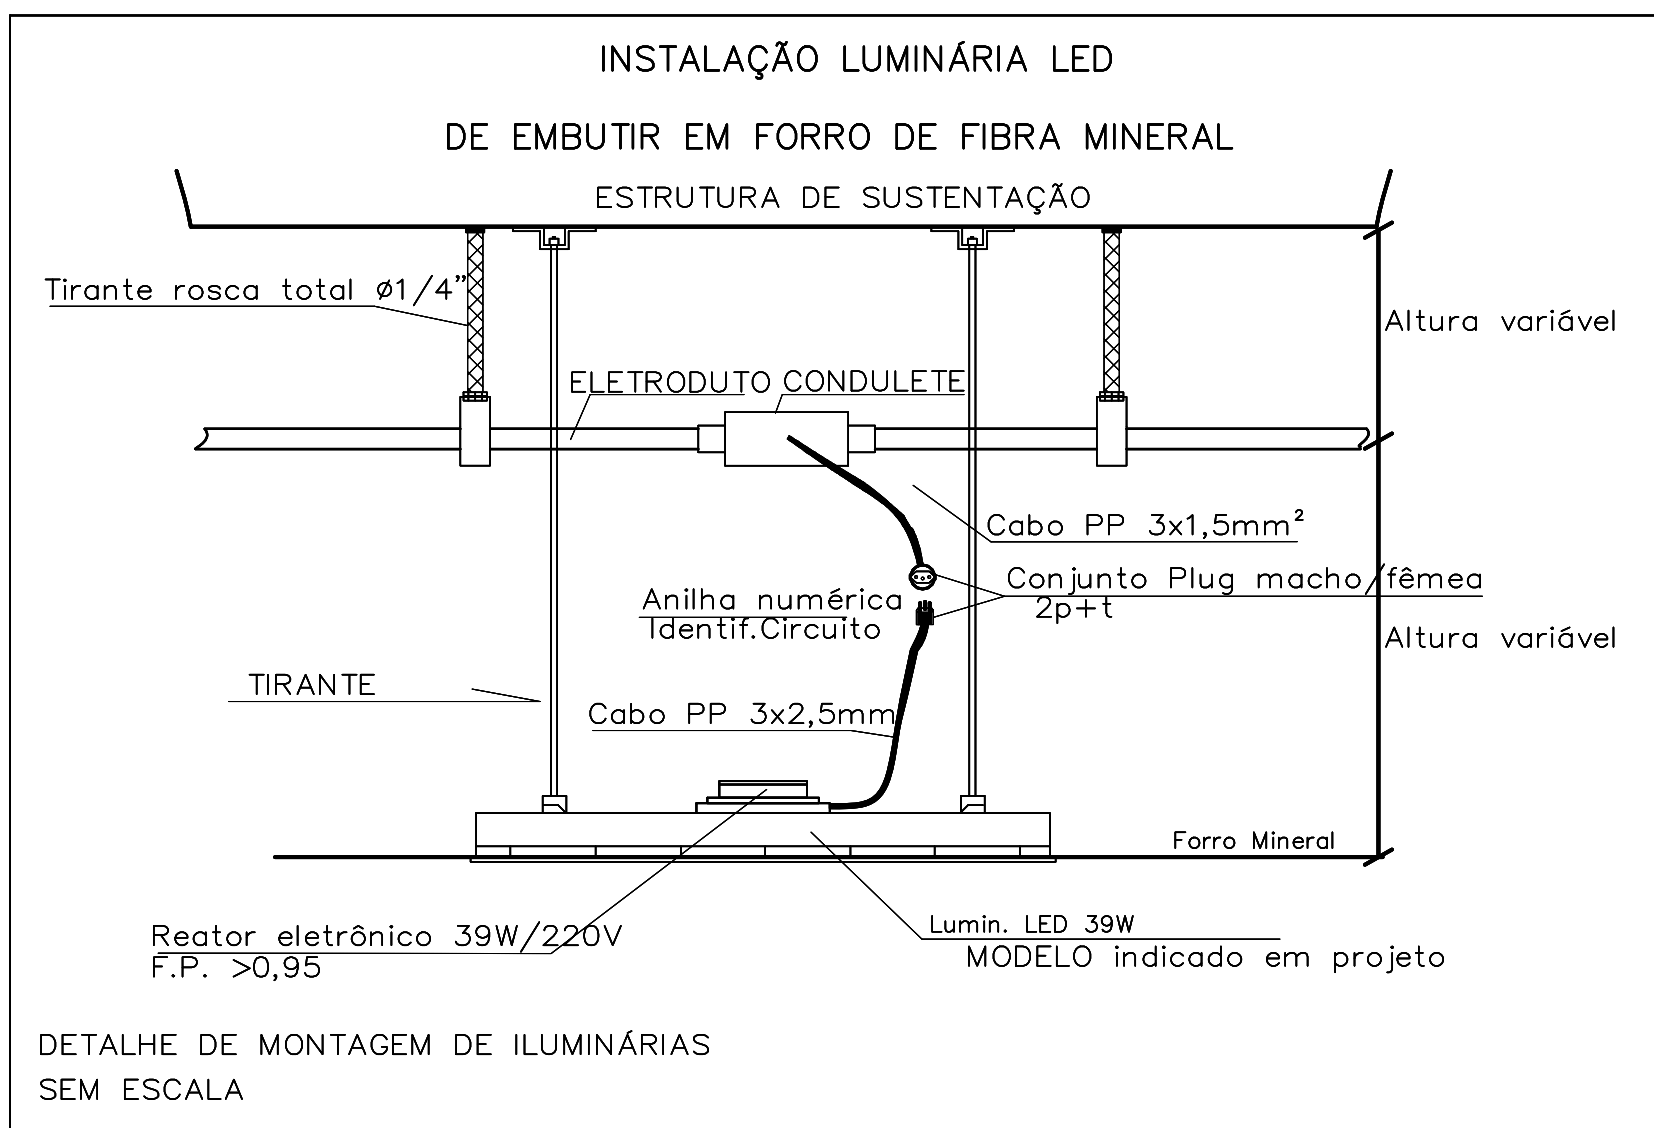 INSTALAÇÃO LUMINÁRIA LED
DE EMBUTIR EM FORRO DE FIBRA MINERAL
ESTRUTURA DE SUSTENTAÇÃO
Tirante rosca total ø1/4”
Altura variável
ELETRODUTO
CONDULETE
Cabo PP 3x1,5mm²
Conjunto Plug macho/fêmea
2p+t
Anilha numérica
Identif.Circuito
Altura variável
TIRANTE
Cabo PP 3x2,5mm
Forro Mineral
Reator eletrônico 39W/220V
F.P. >0,95
Lumin. LED 39W
MODELO indicado em projeto
DETALHE DE MONTAGEM DE ILUMINÁRIAS
SEM ESCALA